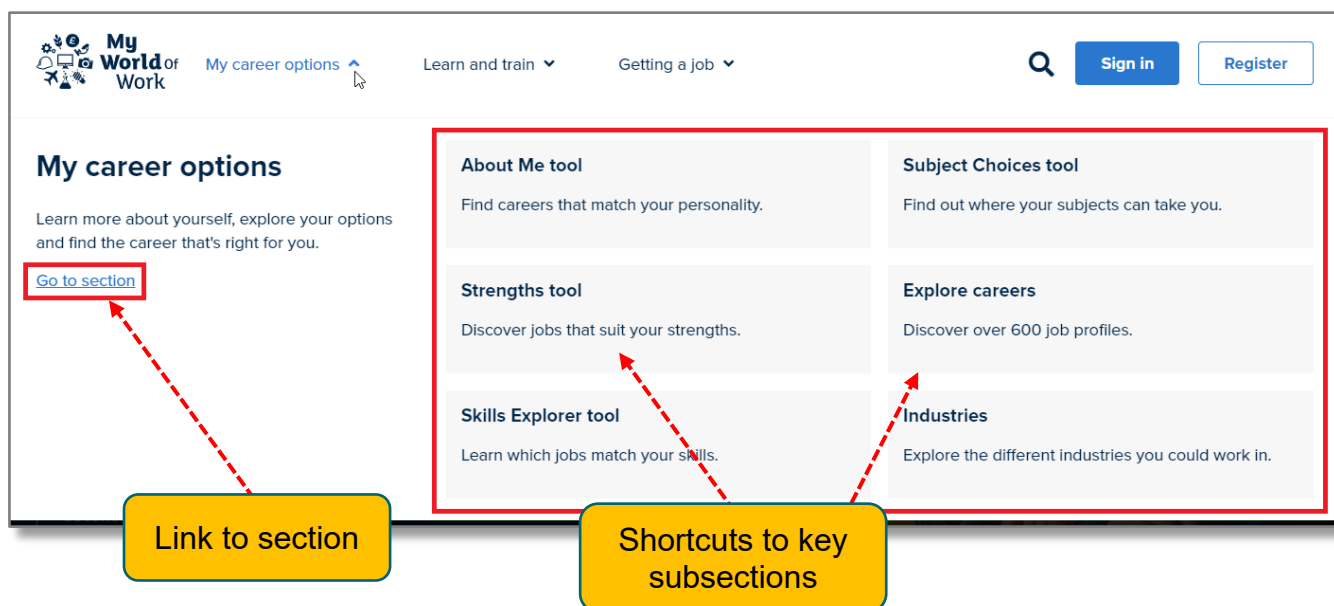 My
World of
Work
My career options
Learn and train
Getting a job
Sign in
Register
My career options
Learn more about yourself, explore your options
and find the career that's right for you.
Go to section
About Me tool
Find careers that match your personality.
Subject Choices tool
Find out where your subjects can take you.
Strengths tool
Discover jobs that suit your strengths.
Explore careers
Discover over 600 job profiles.
Skills Explorer tool
Learn which jobs match your skills.
Industries
Explore the different industries you could work in.
Link to section
Shortcuts to key
subsections